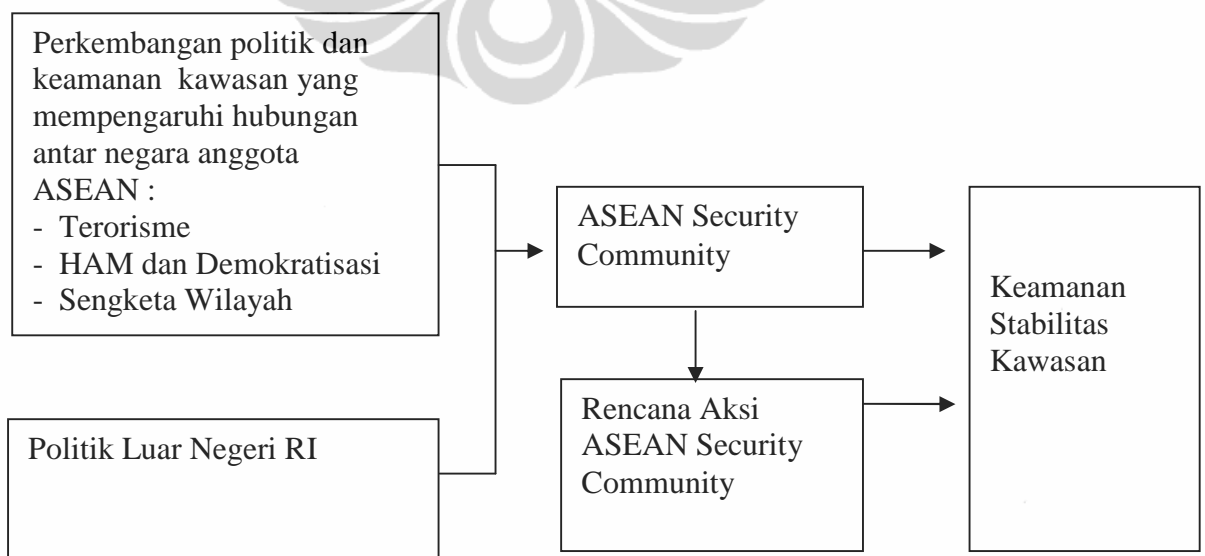 Perkembangan politik dan
keamanan kawasan yang
mempengaruhi hubungan
antar negara anggota
ASEAN :
- Terorisme
- HAM dan Demokratisasi
- Sengketa Wilayah
Politik Luar Negeri RI
ASEAN Security
Community
Rencana Aksi
ASEAN Security
Community
Keamanan
Stabilitas
Kawasan